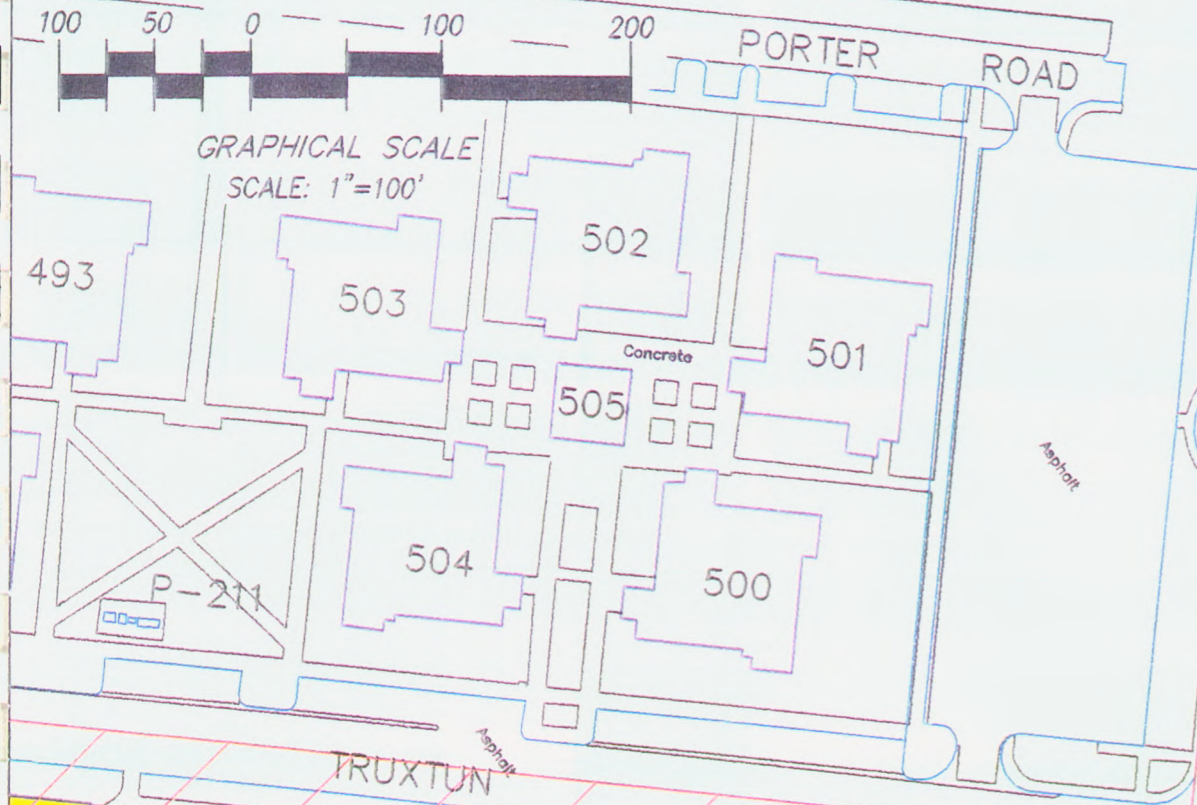 100 50 0 100 200
PORTER ROAD
GRAPHICAL SCALE
SCALE: 1"=100'
502
493
503
Concrete
501
505
Asphalt
504
500
P-211
Asphalt
TRUXTUN